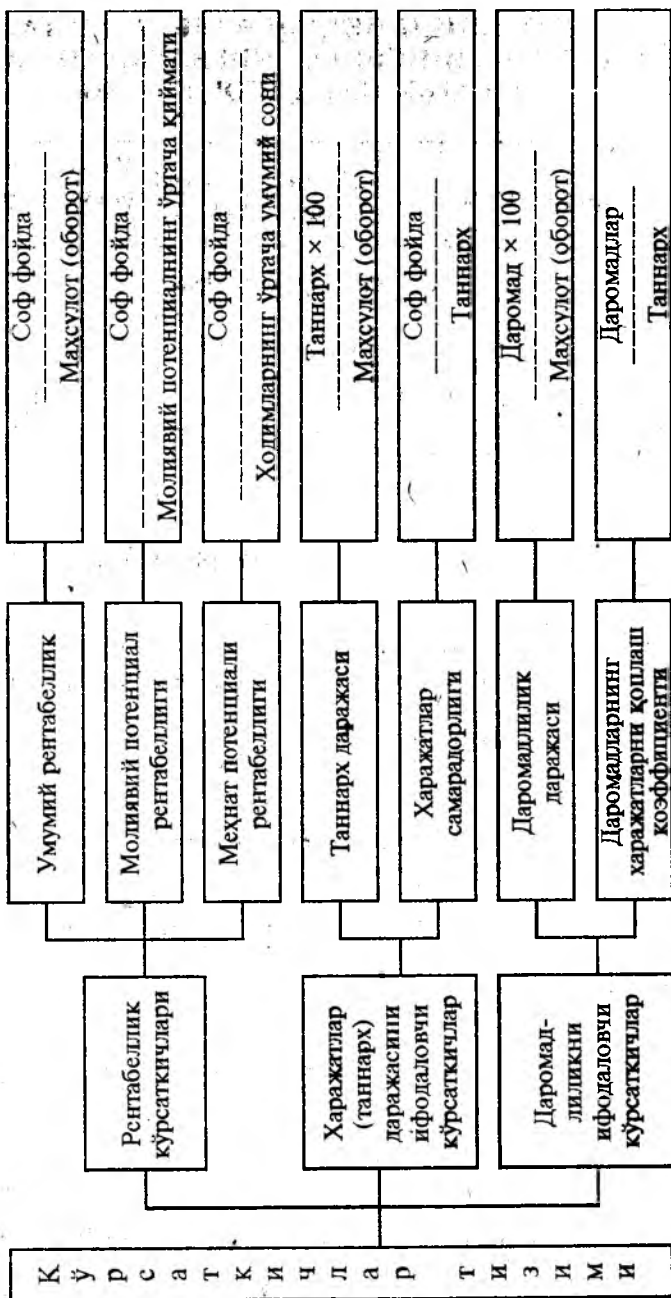 Кўрсаткичлар тизими
Рентабеллик
кўрсаткичлари
Умумий рентабеллик
Соф фойда
Маҳсулот (оборот)
Молиявий потенциал
рентабеллиги
Соф фойда
Молиявий потенциалнинг ўртача қиймати
Меҳнат потенциали
рентабеллиги
Соф фойда
Ходимларнинг ўртача умумий сони
Харажатлар
(таннарх)
даражасини
ифодаловчи
кўрсаткичлар
Таннарх даражаси
Таннарх × 100
Маҳсулот (оборот)
Харажатлар
самарадорлиги
Соф фойда
Таннарх
Даромад-
лиликни
ифодаловчи
кўрсаткичлар
Даромадлилик
даражаси
Даромад × 100
Маҳсулот (оборот)
Даромадларнинг
харажатларни қоплаш
коэффициенти
Даромадлар
Таннарх